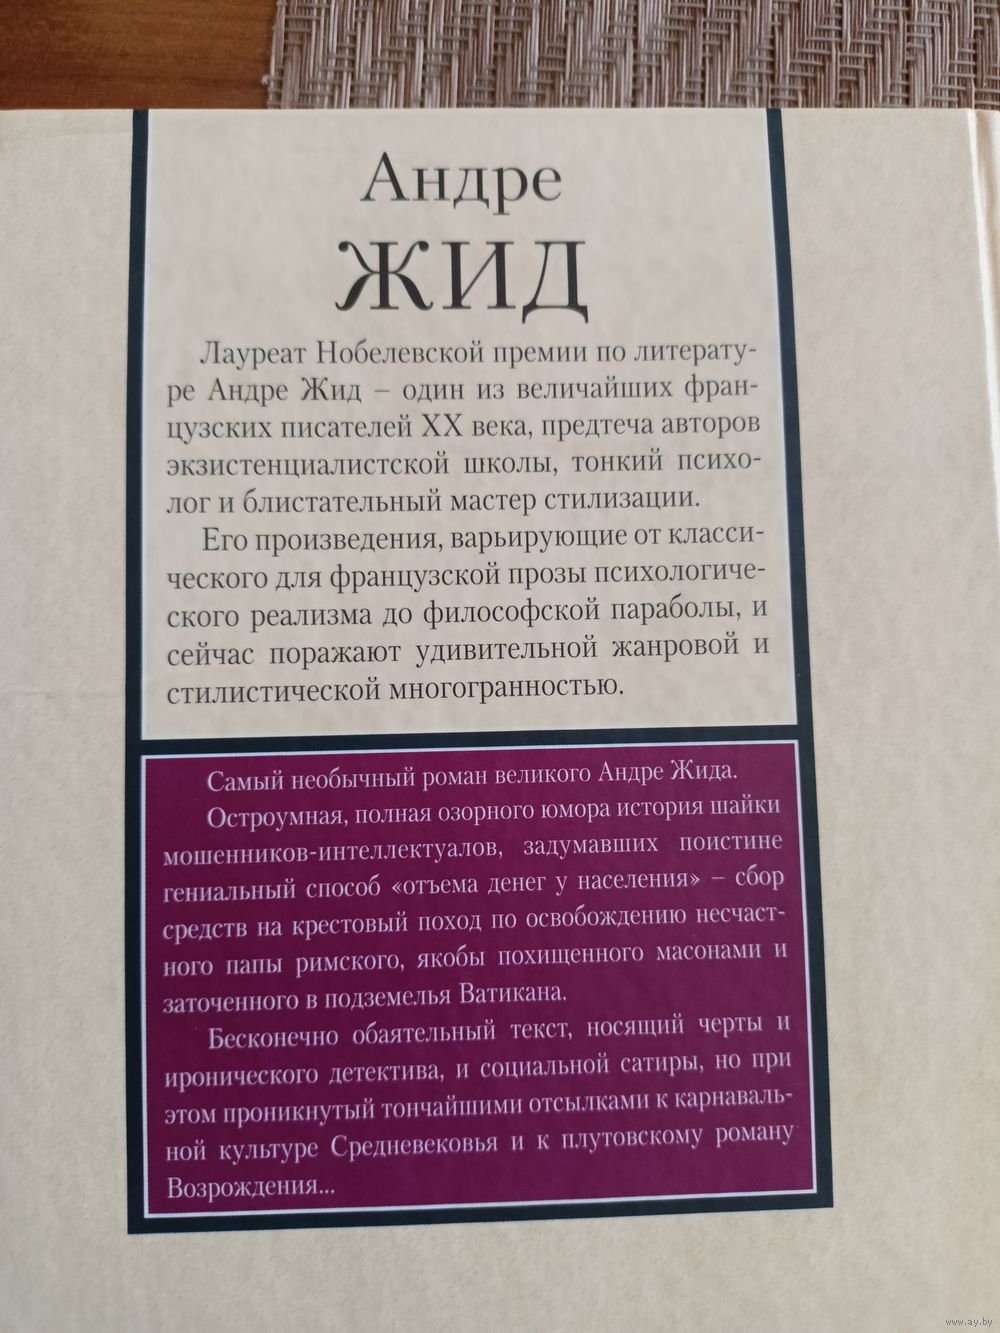 Андре
ЖИД
Лауреат Нобелевской премии по литерату-
ре Андре Жид – один из величайших фран-
цузских писателей XX века, предтеча авторов
экзистенциалистской школы, тонкий психо-
лог и блистательный мастер стилизации.
Его произведения, варьирующие от класси-
ческого для французской прозы психологиче-
ского реализма до философской параболы, и
сейчас поражают удивительной жанровой и
стилистической многогранностью.
Самый необычный роман великого Андре Жида.
Остроумная, полная озорного юмора история шайки
мошенников-интеллектуалов, задумавших поистине
гениальный способ «отъема денег у населения» – сбор
средств на крестовый поход по освобождению несчаст-
ного папы римского, якобы похищенного масонами и
заточенного в подземелья Ватикана.
Бесконечно обаятельный текст, носящий черты и
иронического детектива, и социальной сатиры, но при
этом проникнутый тончайшими отсылками к карнаваль-
ной культуре Средневековья и к плутовскому роману
Возрождения...
www.ay.by